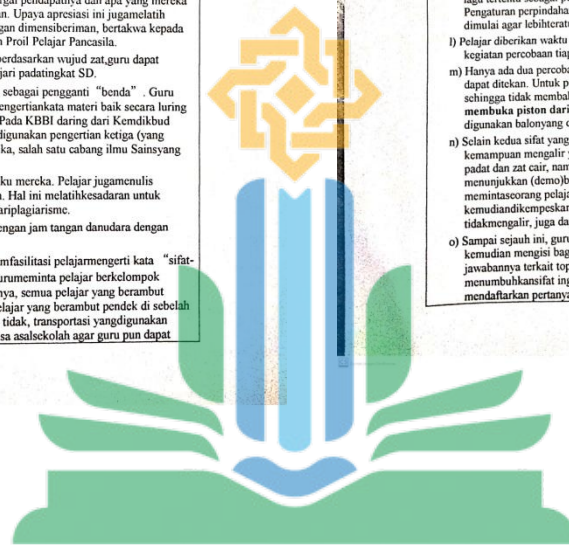 rgai pendapatnya dan apa yang mereka
an. Upaya apresiasi ini jugamelatih
gan dimensiberiman, bertakwa kepada
n Proil Pelajar Pancasila.
erdasarkan wujud zat,guru dapat
jari padatingkat SD.
sebagai pengganti “benda” . Guru
engertiankata materi baik secara luring
Pada KBBI daring dari Kemdikbud
digunakan pengertian ketiga (yang
ka, salah satu cabang ilmu Sainsyang
ku mereka. Pelajar jugamenulis
. Hal ini melatihkesadaran untuk
ariplagiarisme.
engan jam tangan danudara dengan
mfasilitasi pelajarmengerti kata “sifat-
urumeminta pelajar berkelompok
nya, semua pelajar yang berambut
elajar yang berambut pendek di sebelah
tidak, transportasi yangdigunakan
sa asalsekolah agar guru pun dapat
lagu tertentu sebagai
Pengaturan perpindaha
dimulai agar lebihterat
l) Pelajar diberikan waktu
kegiatan percobaan tiap
m) Hanya ada dua percoba
dapat ditekan. Untuk p
sehingga tidak membal
membuka piston dari
digunakan balonyang d
n) Selain kedua sifat yang
kemampuan mengalir y
padat dan zat cair, nam
menunjukkan (demo)b
memintaseorang pelaja
kemudiandikempeskan
tidakmengalir, juga da
o) Sampai sejauh ini, guru
kemudian mengisi bag
jawabannya terkait top
menumbuhkansifat ing
mendaftarkan pertanya